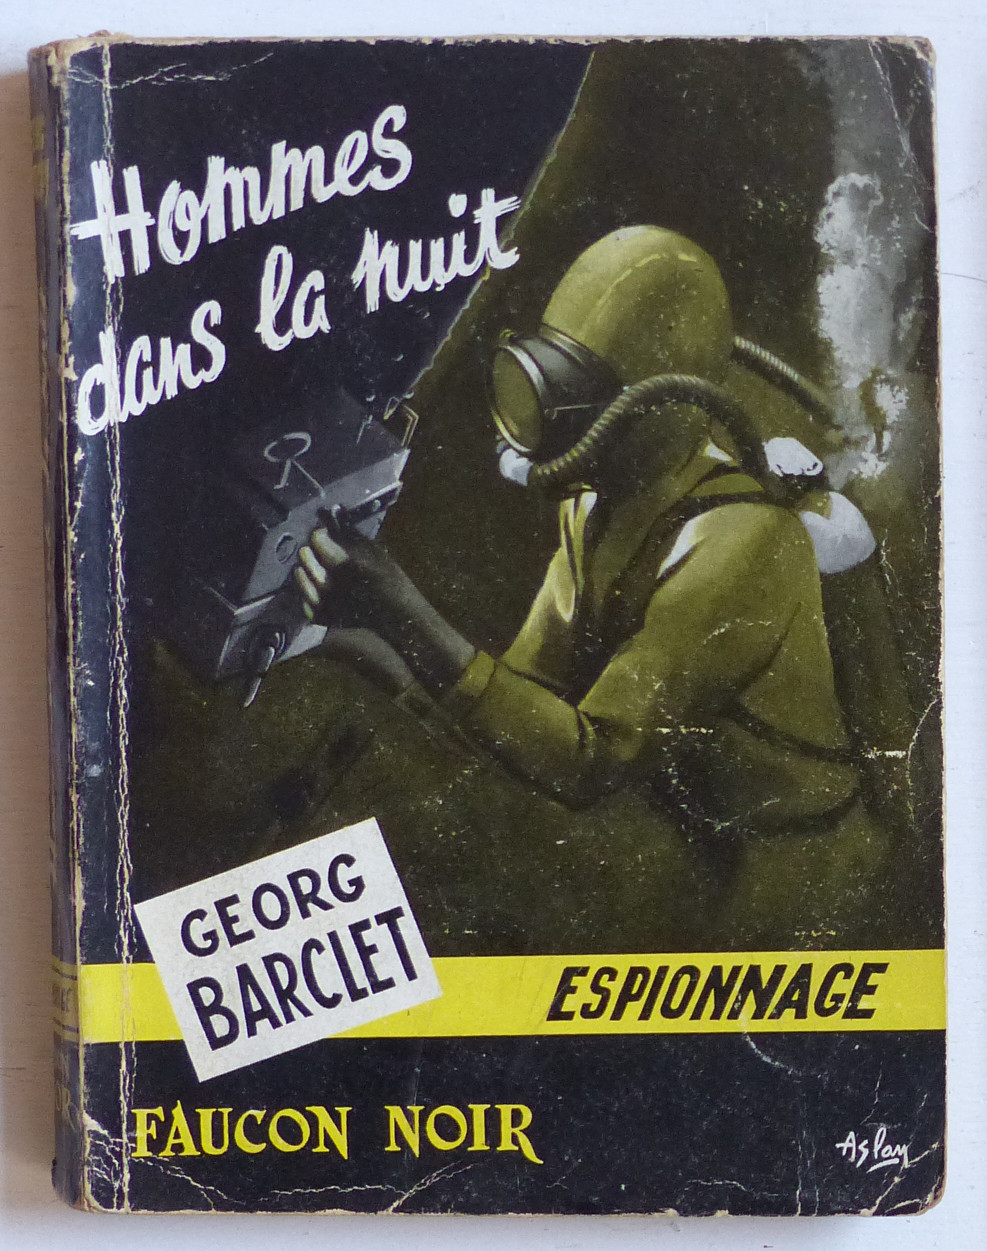 Hommes
dans la nuit
GEORG
BARCLET
ESPIONNAGE
FAUCON NOIR
Aslan